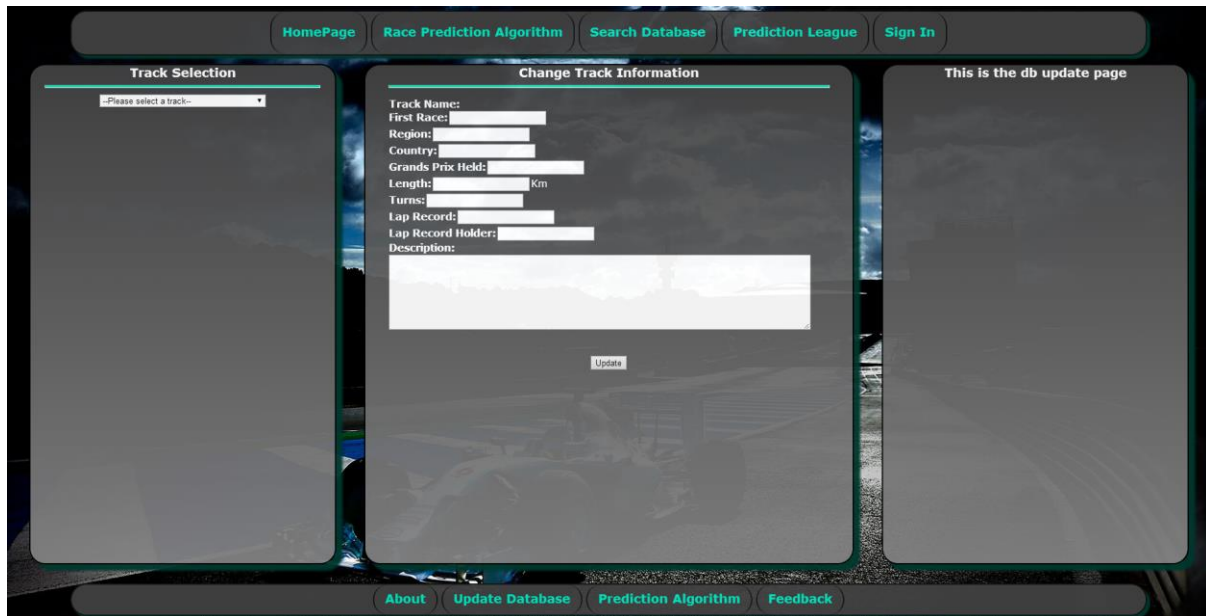 HomePage Race Prediction Algorithm Search Database Prediction League Sign In
Track Selection
--Please select a track--
Change Track Information
Track Name:
First Race:
Region:
Country:
Grands Prix Held:
Length: Km
Turns:
Lap Record:
Lap Record Holder:
Description:
Update
This is the db update page
About Update Database Prediction Algorithm Feedback